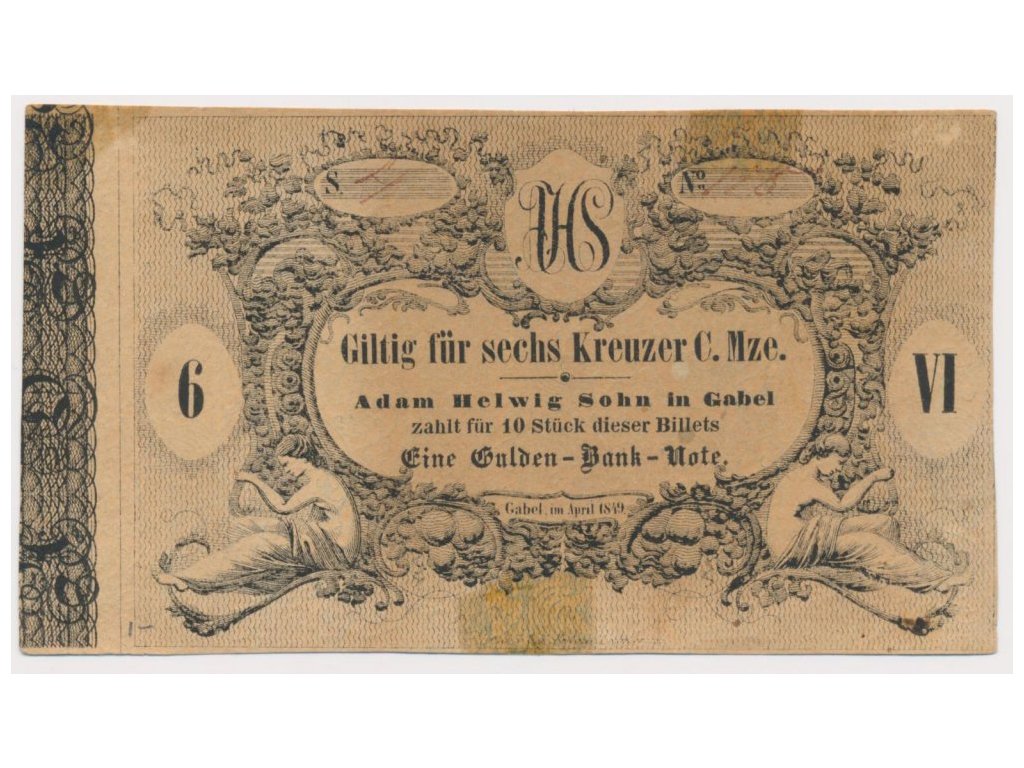 S
AHS
No
Giltig für sechs Kreuzer C. Mze.
6
VI
Adam Helwig Sohn in Gabel
zahlt für 10 Stück dieser Billets
Eine Gulden-Bank-Note.
Gabel, im April 1849